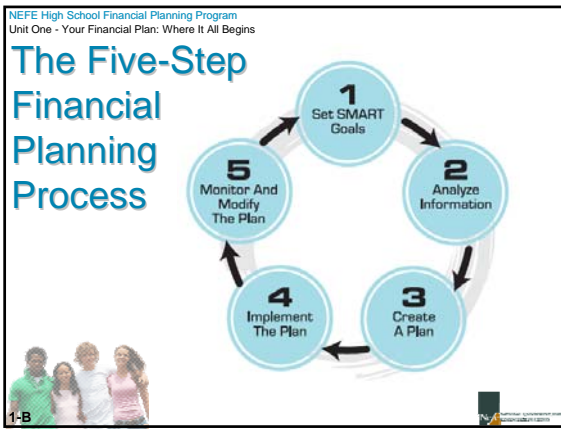 NEFE High School Financial Planning Program
Unit One - Your Financial Plan: Where It All Begins
The Five-Step
Financial
Planning
Process
1
Set SMART
Goals
2
Analyze
Information
3
Create
A Plan
4
Implement
The Plan
5
Monitor And
Modify
The Plan
1-B